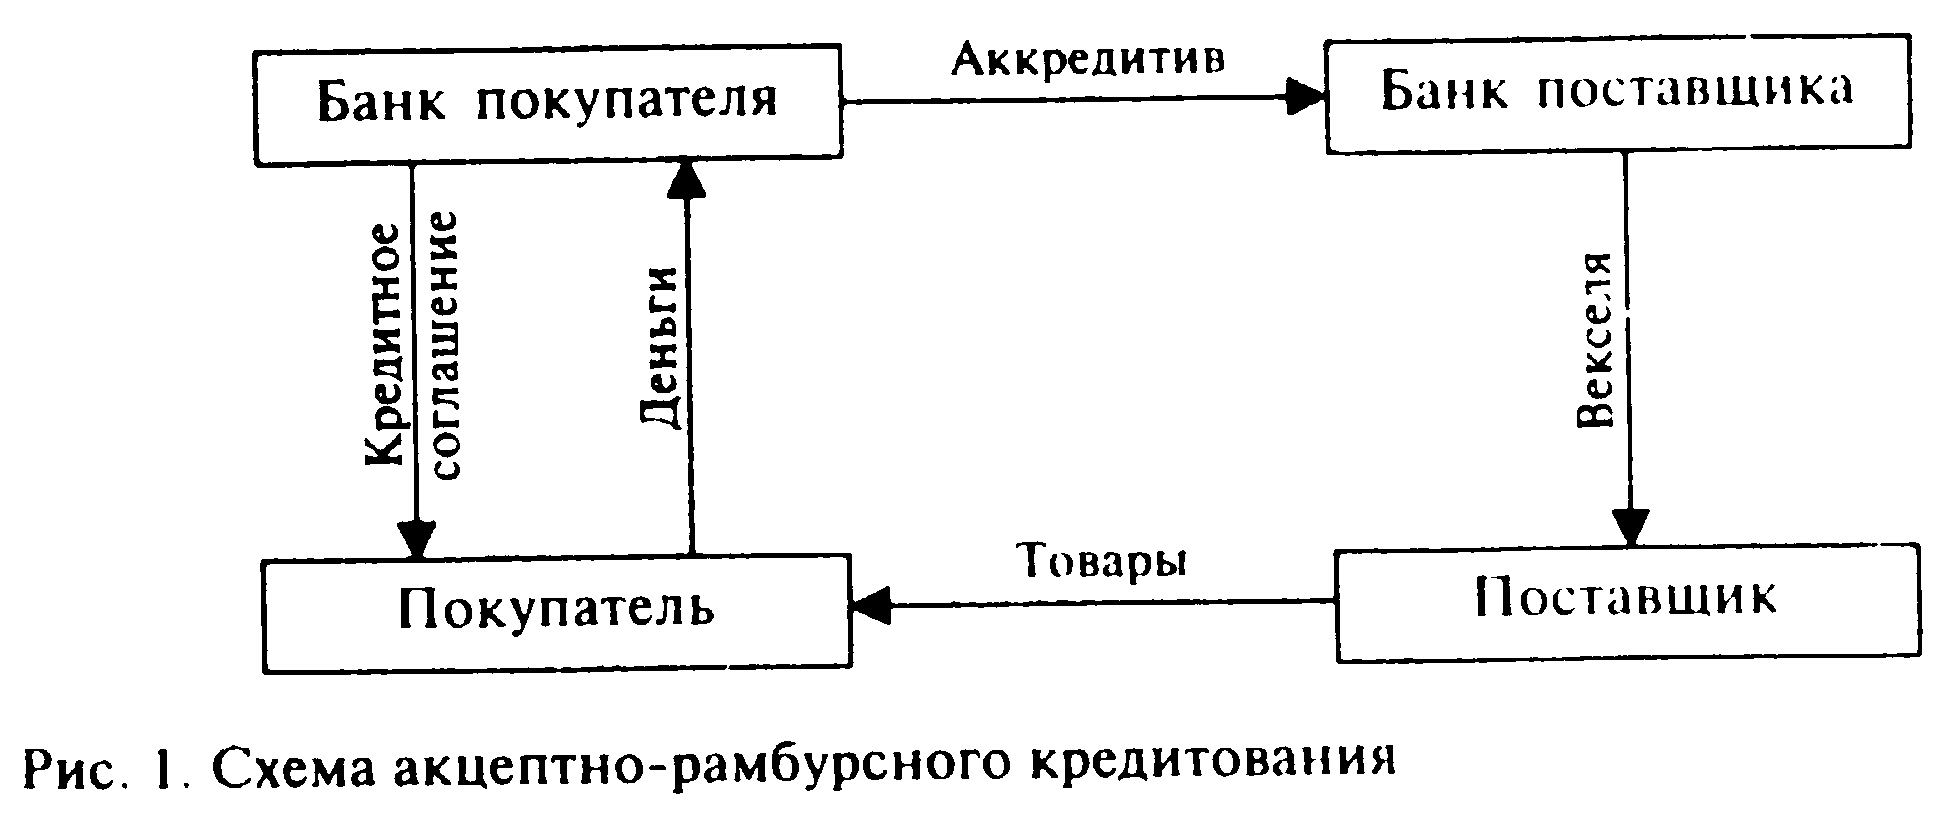 Аккредитив
Банк покупателя
Банк поставщика
Кредитное
соглашение
Деньги
Векселя
Товары
Покупатель
Поставщик
Рис. 1. Схема акцептно-рамбурсного кредитования